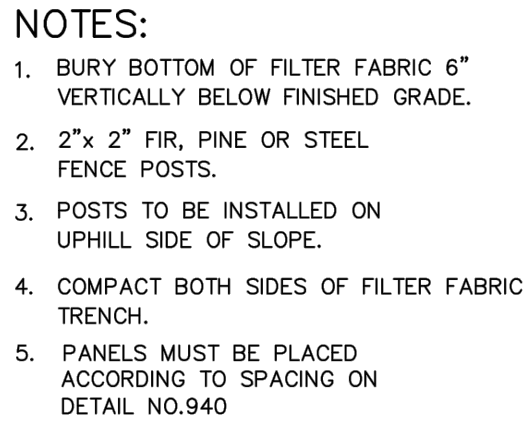 NOTES:
1. BURY BOTTOM OF FILTER FABRIC 6”
VERTICALLY BELOW FINISHED GRADE.
2. 2”x 2” FIR, PINE OR STEEL
FENCE POSTS.
3. POSTS TO BE INSTALLED ON
UPHILL SIDE OF SLOPE.
4. COMPACT BOTH SIDES OF FILTER FABRIC
TRENCH.
5. PANELS MUST BE PLACED
ACCORDING TO SPACING ON
DETAIL NO.940